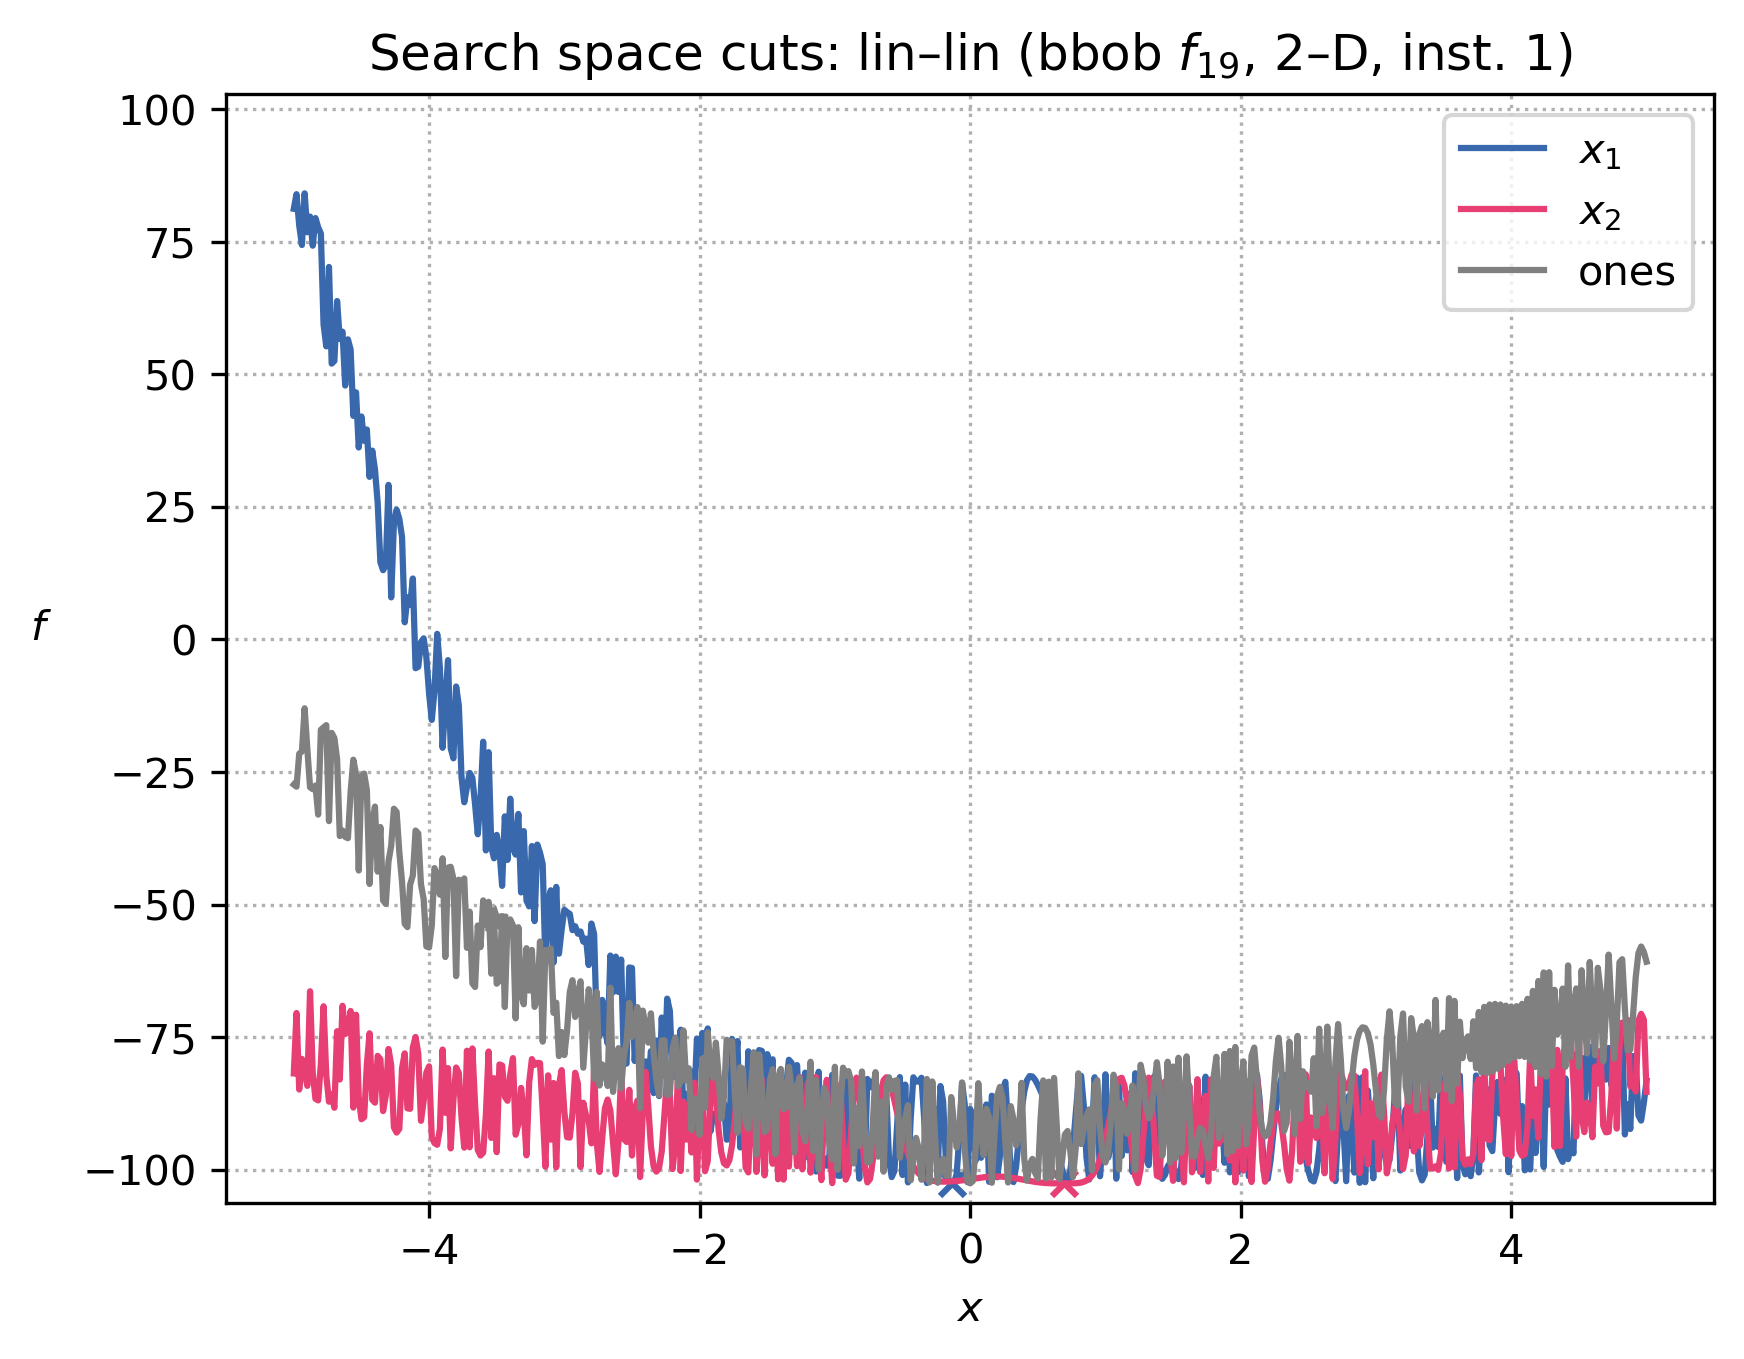 Search space cuts: lin–lin (bbob f₁₉, 2–D, inst. 1)
100
75
50
25
0
−25
−50
−75
−100
f
−4
−2
0
2
4
x
x₁
x₂
ones